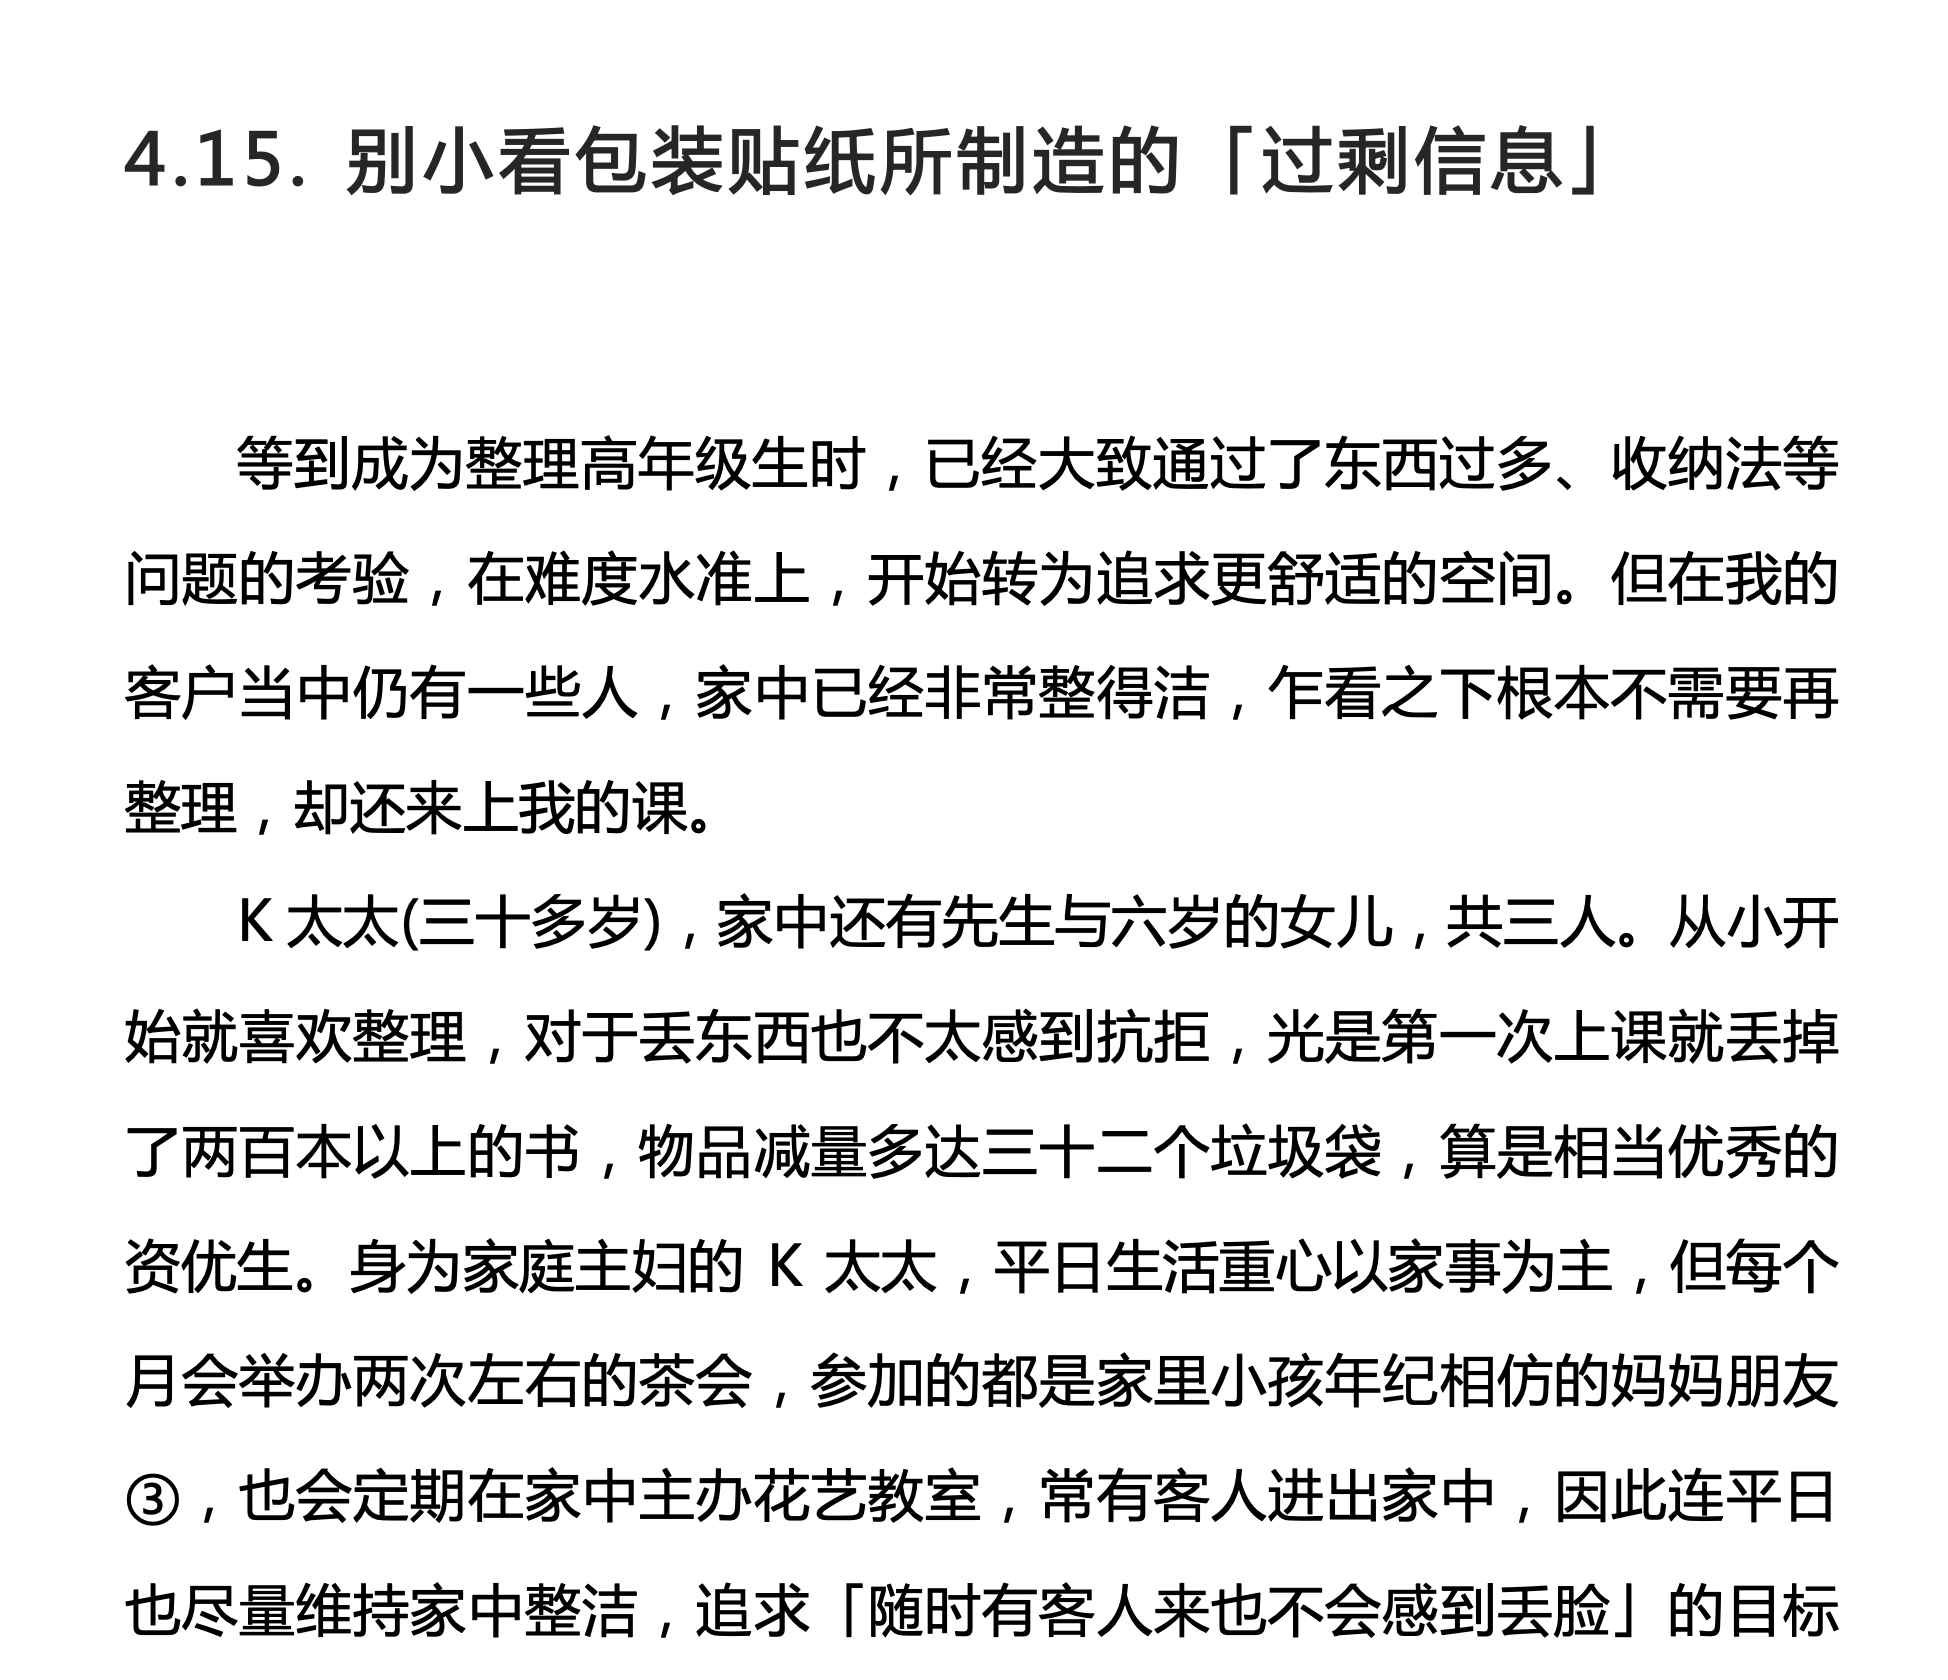 4.15. 别小看包装贴纸所制造的「过剩信息」
等到成为整理高年级生时，已经大致通过了东西过多、收纳法等
问题的考验，在难度水准上，开始转为追求更舒适的空间。但在我的
客户当中仍有一些人，家中已经非常整得洁，乍看之下根本不需要再
整理，却还来上我的课。
K 太太(三十多岁)，家中还有先生与六岁的女儿，共三人。从小开
始就喜欢整理，对于丢东西也不太感到抗拒，光是第一次上课就丢掉
了两百本以上的书，物品减量多达三十二个垃圾袋，算是相当优秀的
资优生。身为家庭主妇的 K 太太，平日生活重心以家事为主，但每个
月会举办两次左右的茶会，参加的都是家里小孩年纪相仿的妈妈朋友
③，也会定期在家中主办花艺教室，常有客人进出家中，因此连平日
也尽量维持家中整洁，追求「随时有客人来也不会感到丢脸」的目标